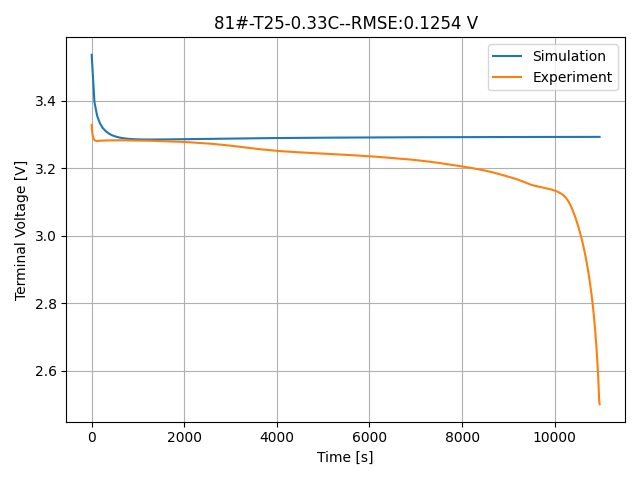 81#-T25-0.33C--RMSE:0.1254 V
Simulation
Experiment
Terminal Voltage [V]
3.4
3.2
3.0
2.8
2.6
0 2000 4000 6000 8000 10000
Time [s]